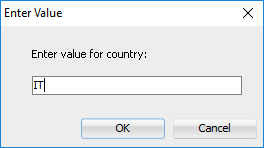 Enter Value
Enter value for country:
IT
OK
Cancel